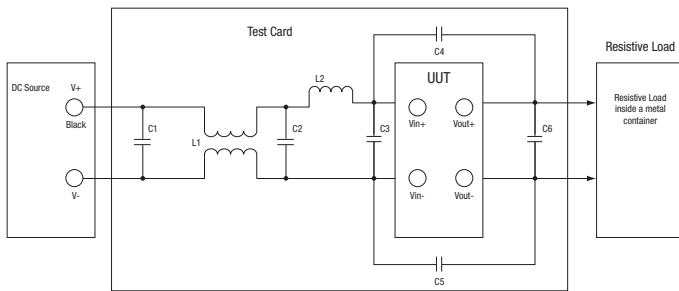 Test Card
C4
Resistive Load
L2
UUT
DC Source
V+
Resistive Load
inside a metal
container
Black
C1
L1
C2
C3
Vin+
Vout+
C6
V-
Vin-
Vout-
C5